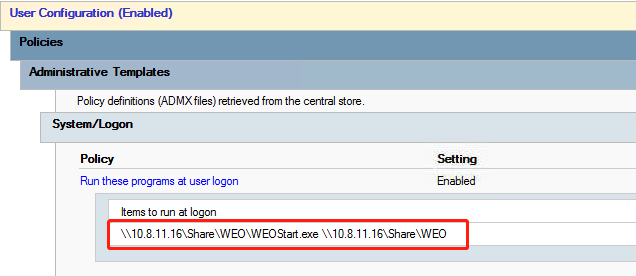 User Configuration (Enabled)
Policies
Administrative Templates
Policy definitions (ADMX files) retrieved from the central store.
System/Logon
Policy Setting
Run these programs at user logon Enabled
Items to run at logon
\\10.8.11.16\Share\WEO\WEOStart.exe \\10.8.11.16\Share\WEO